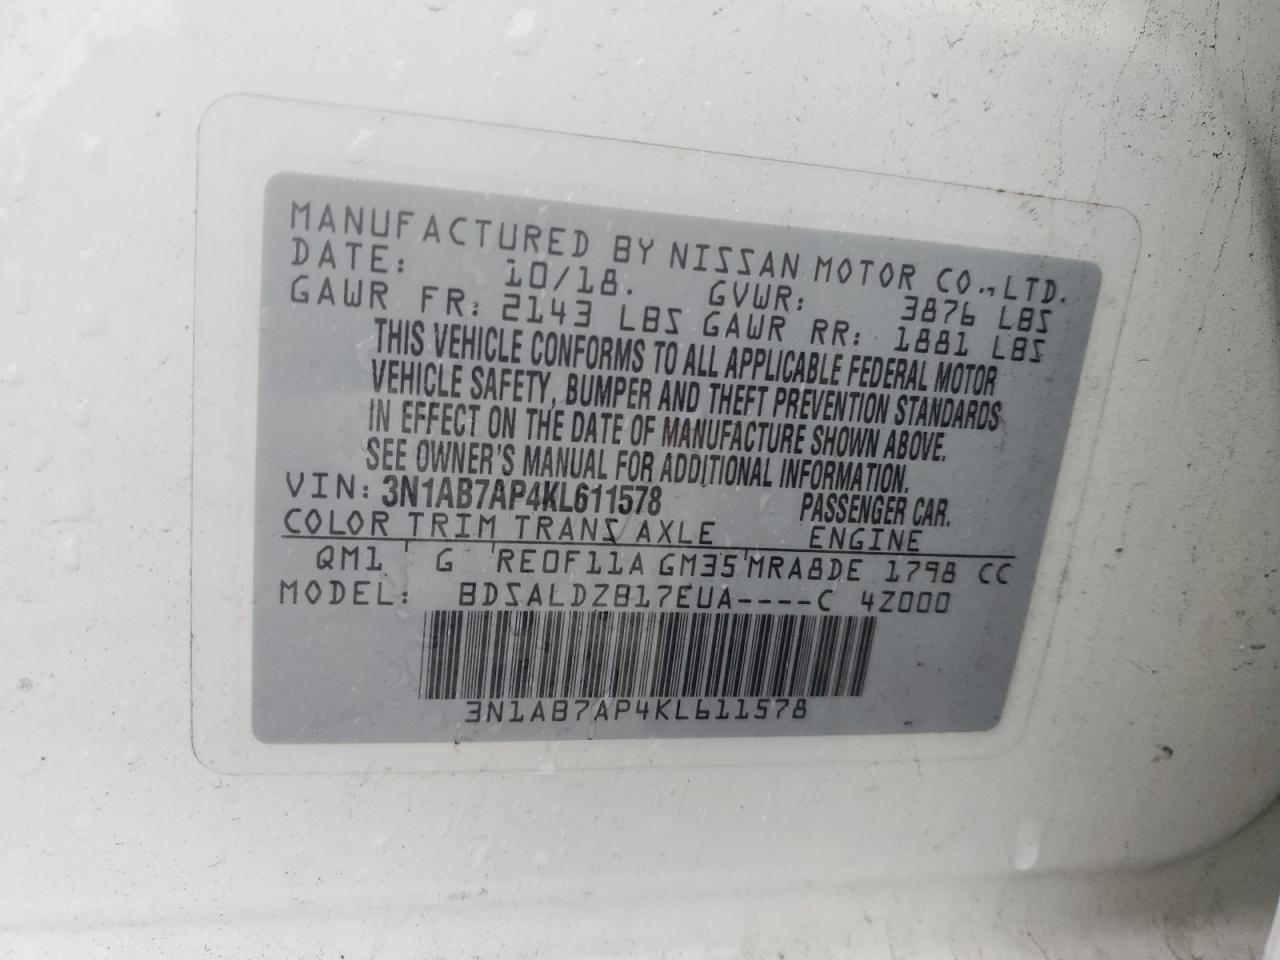 MANUFACTURED BY NISSAN MOTOR CO.,LTD.
DATE: 10/18. GVWR: 3876 LBS
GAWR FR: 2143 LBS GAWR RR: 1881 LBS
THIS VEHICLE CONFORMS TO ALL APPLICABLE FEDERAL MOTOR
VEHICLE SAFETY, BUMPER AND THEFT PREVENTION STANDARDS
IN EFFECT ON THE DATE OF MANUFACTURE SHOWN ABOVE.
SEE OWNER'S MANUAL FOR ADDITIONAL INFORMATION.
VIN: 3N1AB7AP4KL611578 PASSENGER CAR.
COLOR TRIM TRANS AXLE ENGINE
QM1 G RE0F11A GM35 MRA8DE 1798 CC
MODEL: BDSALDZB17EUA----C 4Z000
3N1AB7AP4KL611578